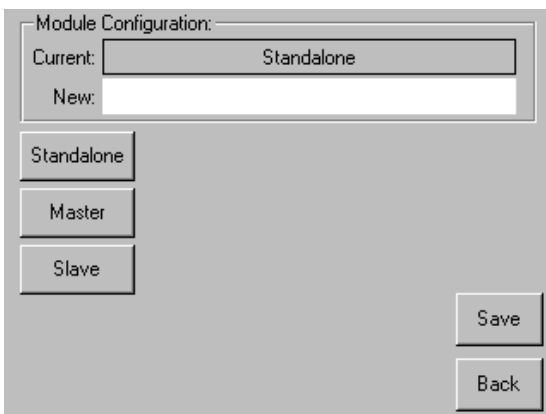 Module Configuration:
Current: Standalone
New:
Standalone
Master
Slave
Save
Back